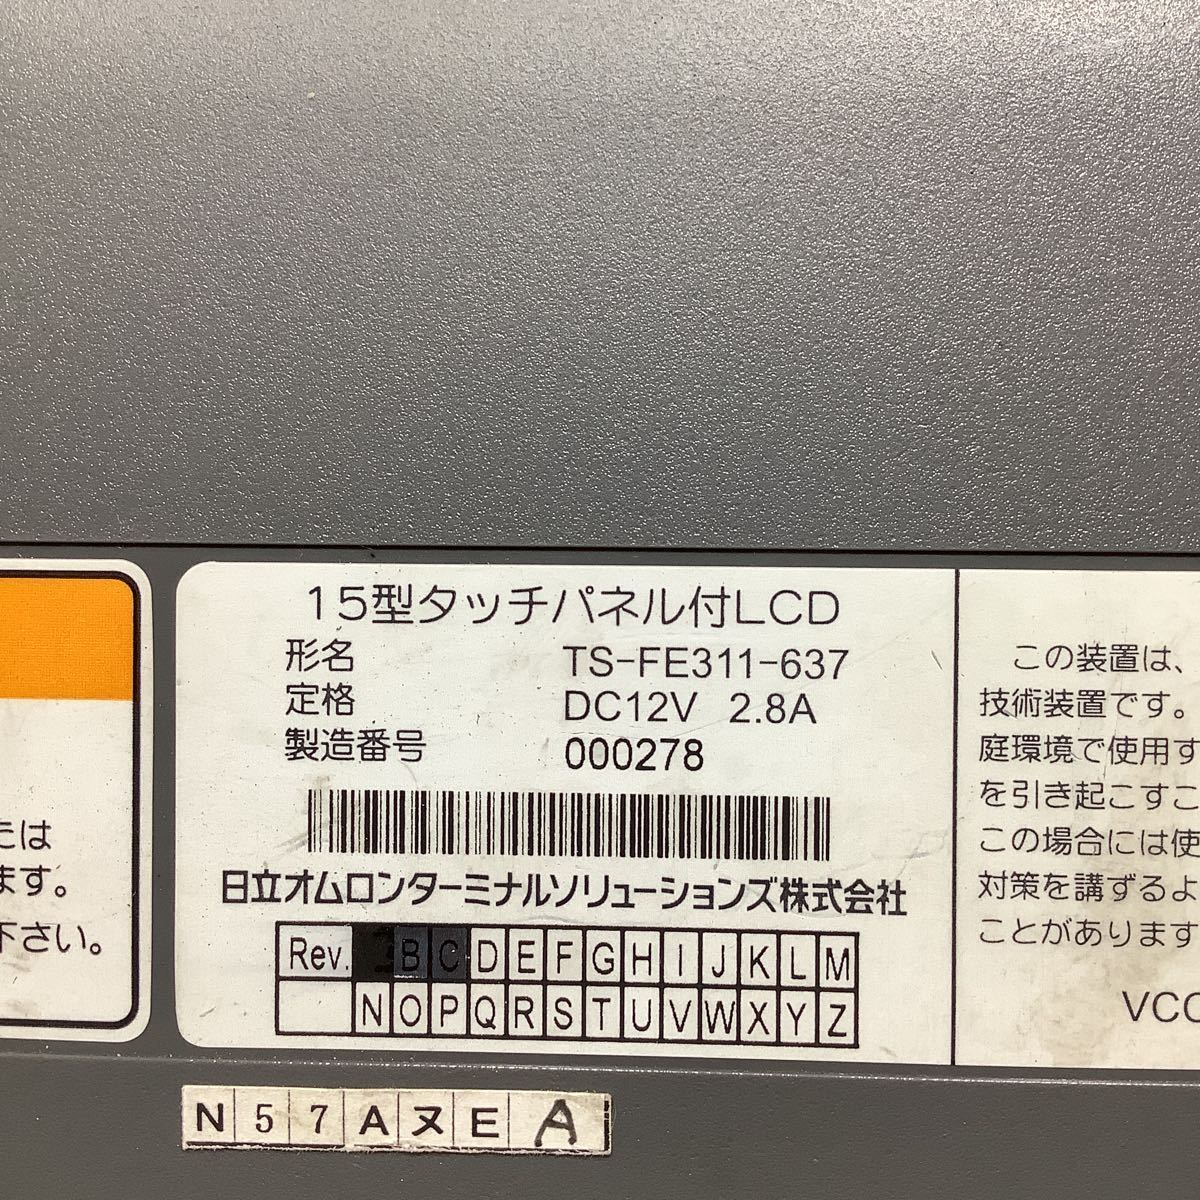 たは
ます。
下さい。
15型タッチパネル付LCD
形名 TS-FE311-637
定格 DC12V 2.8A
製造番号 000278
日立オムロンターミナルソリューションズ株式会社
Rev. B C D E F G H I J K L M
N O P Q R S T U V W X Y Z
この装置は、
技術装置です。
庭環境で使用す
を引き起こすこ
この場合には使
対策を講ずるよ
ことがあります
VCC
N 5 7 A ヌ E A